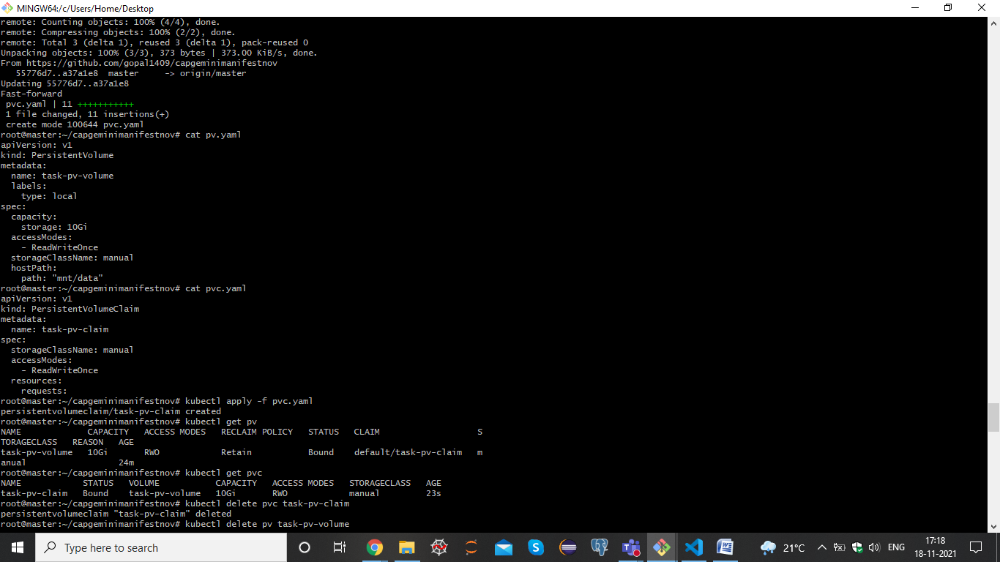 MINGW64:/c/Users/Home/Desktop
remote: Counting objects: 100% (4/4), done.
remote: Compressing objects: 100% (2/2), done.
remote: Total 3 (delta 1), reused 3 (delta 1), pack-reused 0
Unpacking objects: 100% (3/3), 373 bytes | 373.00 KiB/s, done.
From https://github.com/gopal1409/capgeminimanifestnov
   55776d7..a37a1e8  master     -> origin/master
Updating 55776d7..a37a1e8
Fast-forward
 pvc.yaml | 11 +++++++++++
 1 file changed, 11 insertions(+)
 create mode 100644 pvc.yaml
root@master:~/capgeminimanifestnov# cat pv.yaml
apiVersion: v1
kind: PersistentVolume
metadata:
  name: task-pv-volume
  labels:
    type: local
spec:
  capacity:
    storage: 10Gi
  accessModes:
    - ReadWriteOnce
  storageClassName: manual
  hostPath:
    path: "mnt/data"
root@master:~/capgeminimanifestnov# cat pvc.yaml
apiVersion: v1
kind: PersistentVolumeClaim
metadata:
  name: task-pv-claim
spec:
  storageClassName: manual
  accessModes:
    - ReadWriteOnce
  resources:
    requests:
root@master:~/capgeminimanifestnov# kubectl apply -f pvc.yaml
persistentvolumeclaim/task-pv-claim created
root@master:~/capgeminimanifestnov# kubectl get pv
NAME             CAPACITY   ACCESS MODES   RECLAIM POLICY   STATUS   CLAIM                   S
TORAGECLASS   REASON   AGE
task-pv-volume   10Gi       RWO            Retain           Bound    default/task-pv-claim   m
anual                  24m
root@master:~/capgeminimanifestnov# kubectl get pvc
NAME            STATUS   VOLUME           CAPACITY   ACCESS MODES   STORAGECLASS   AGE
task-pv-claim   Bound    task-pv-volume   10Gi       RWO            manual         23s
root@master:~/capgeminimanifestnov# kubectl delete pvc task-pv-claim
persistentvolumeclaim "task-pv-claim" deleted
root@master:~/capgeminimanifestnov# kubectl delete pv task-pv-volume
Type here to search
21°C
ENG
17:18
18-11-2021